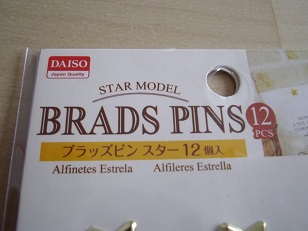 DAISO
Japan Quality
STAR MODEL
BRADS PINS 12 PCS
ブラッズピン スター 12個入
Alfinetes Estrela Alfileres Estrella